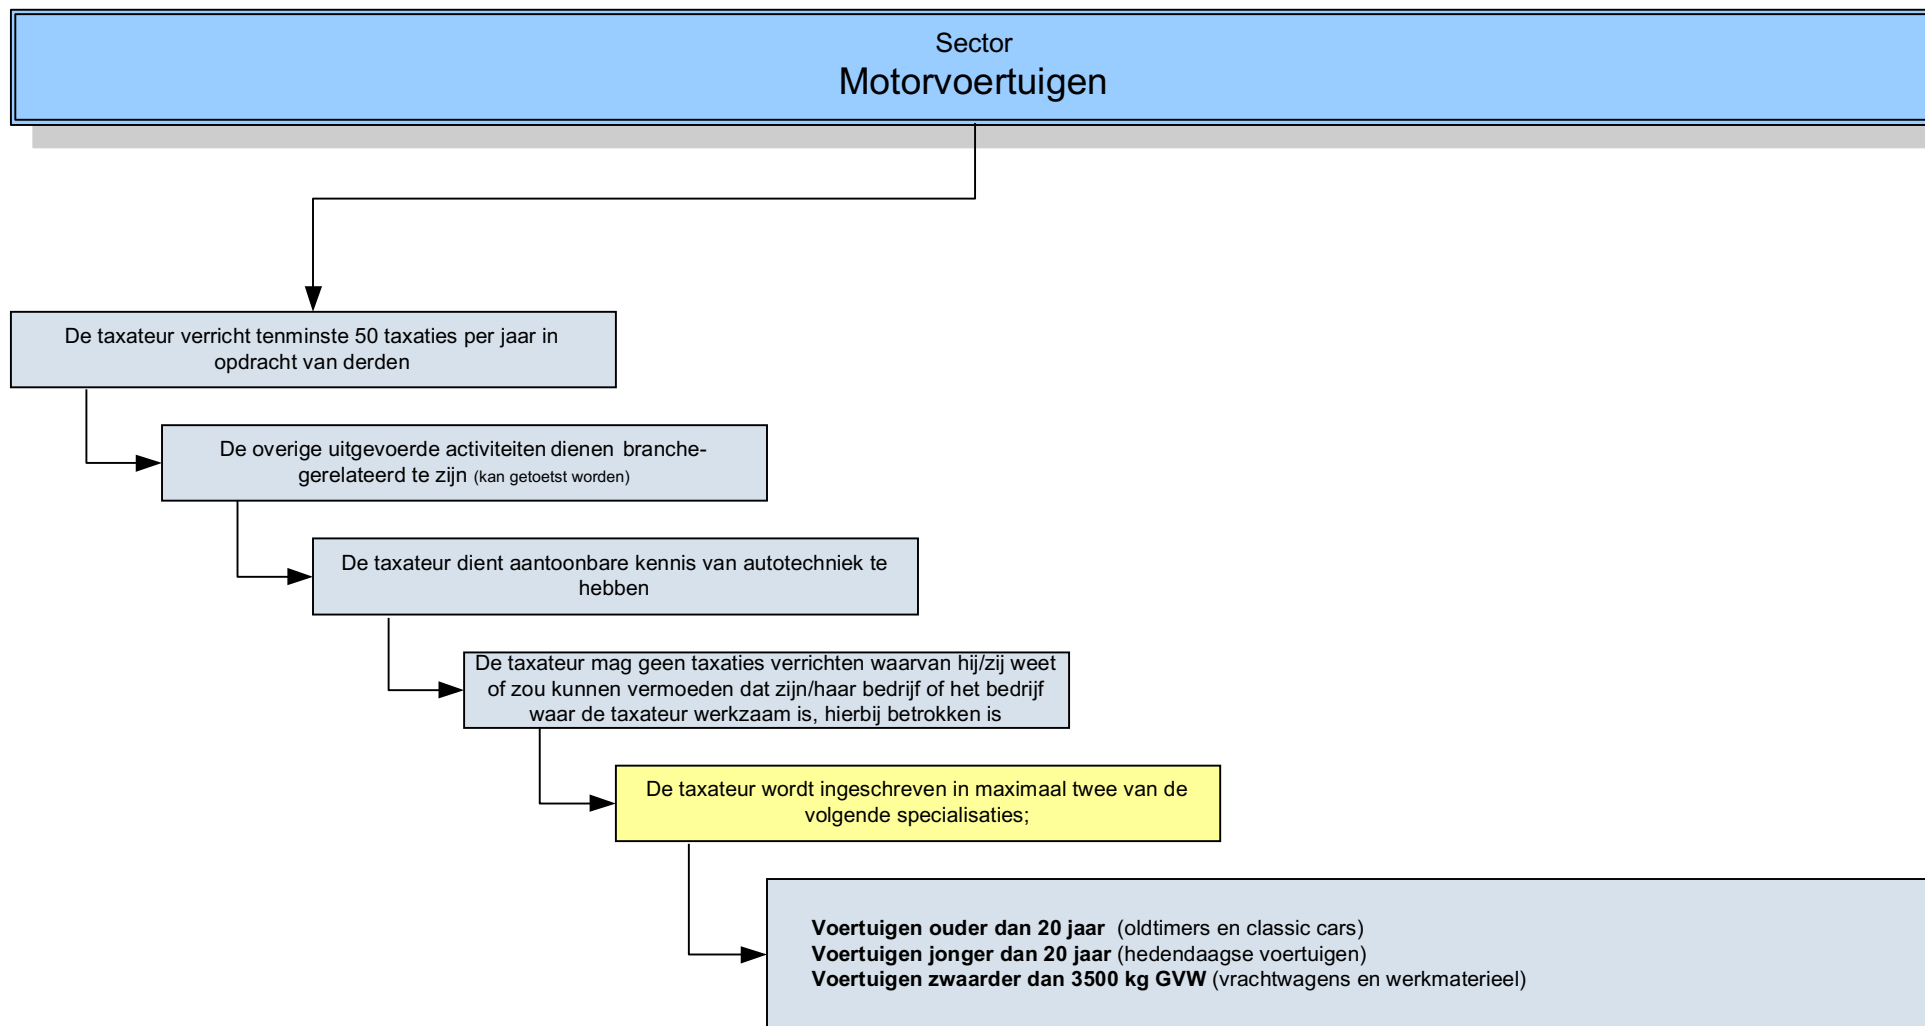 Sector
Motorvoertuigen
De taxateur verricht tenminste 50 taxaties per jaar in
opdracht van derden
De overige uitgevoerde activiteiten dienen branche-
gerelateerd te zijn (kan getoetst worden)
De taxateur dient aantoonbare kennis van autotechniek te
hebben
De taxateur mag geen taxaties verrichten waarvan hij/zij weet
of zou kunnen vermoeden dat zijn/haar bedrijf of het bedrijf
waar de taxateur werkzaam is, hierbij betrokken is
De taxateur wordt ingeschreven in maximaal twee van de
volgende specialisaties;
Voertuigen ouder dan 20 jaar (oldtimers en classic cars)
Voertuigen jonger dan 20 jaar (hedendaagse voertuigen)
Voertuigen zwaarder dan 3500 kg GVW (vrachtwagens en werkmaterieel)